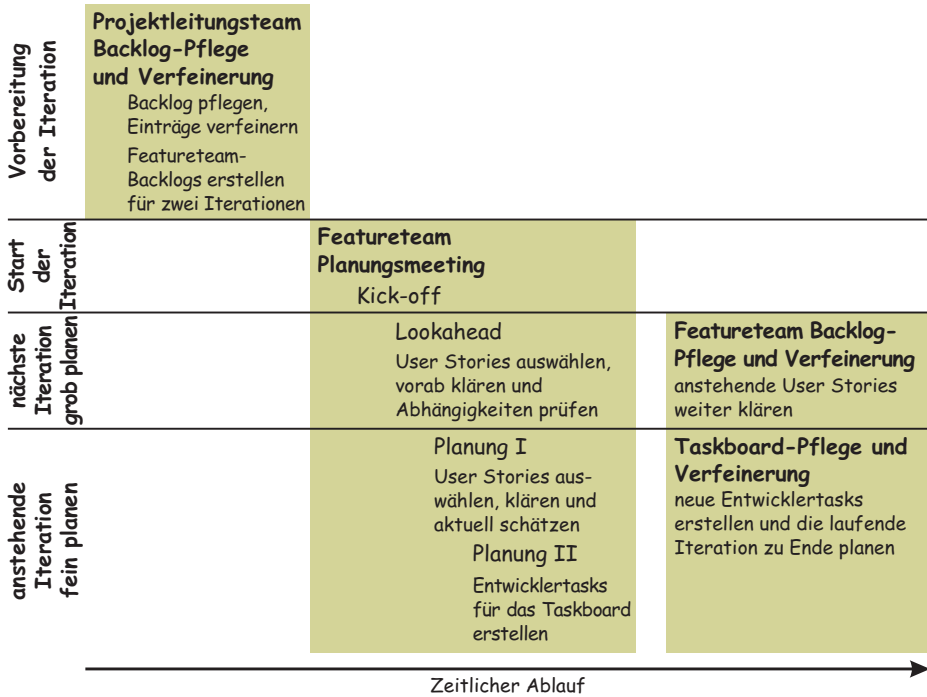 Vorbereitung
der Iteration
Projektleitungsteam
Backlog-Pflege
und Verfeinerung
Backlog pflegen,
Einträge verfeinern
Featureteam-
Backlogs erstellen
für zwei Iterationen
Start
der
Iteration
Featureteam
Planungsmeeting
Kick-off
nächste
Iteration
grob planen
Lookahead
User Stories auswählen,
vorab klären und
Abhängigkeiten prüfen
Featureteam Backlog-
Pflege und Verfeinerung
anstehende User Stories
weiter klären
anstehende
Iteration
fein planen
Planung I
User Stories aus-
wählen, klären und
aktuell schätzen
Planung II
Entwicklertasks
für das Taskboard
erstellen
Taskboard-Pflege und
Verfeinerung
neue Entwicklertasks
erstellen und die laufende
Iteration zu Ende planen
Zeitlicher Ablauf